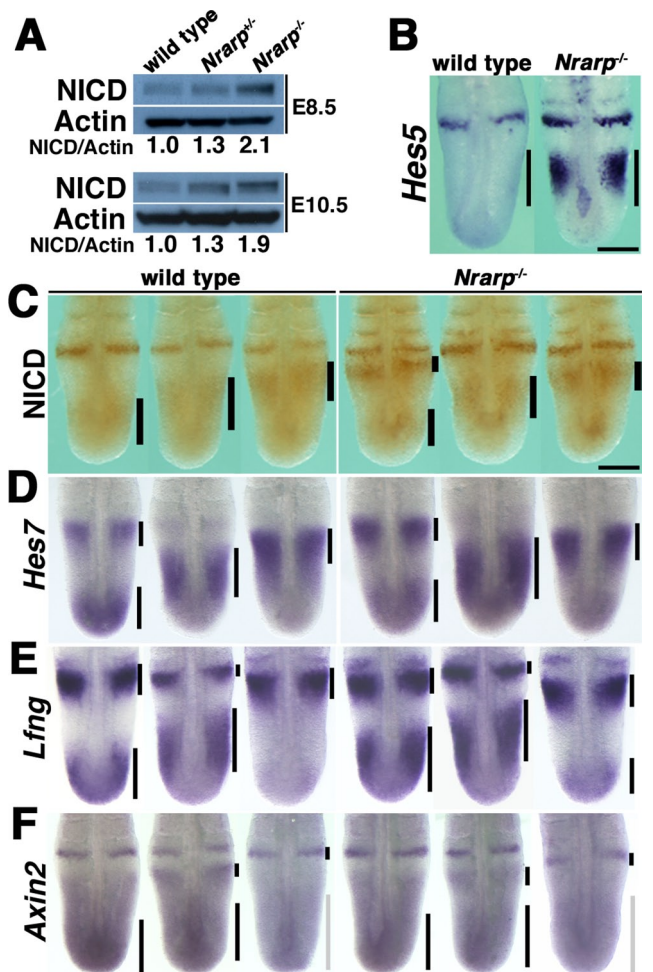 A
wild type Nrarp+/- Nrarp-/-
NICD
Actin
E8.5
NICD/Actin 1.0 1.3 2.1
NICD
Actin
E10.5
NICD/Actin 1.0 1.3 1.9
B
wild type Nrarp-/-
Hes5
wild type Nrarp-/-
C
NICD
D
Hes7
E
Lfng
F
Axin2